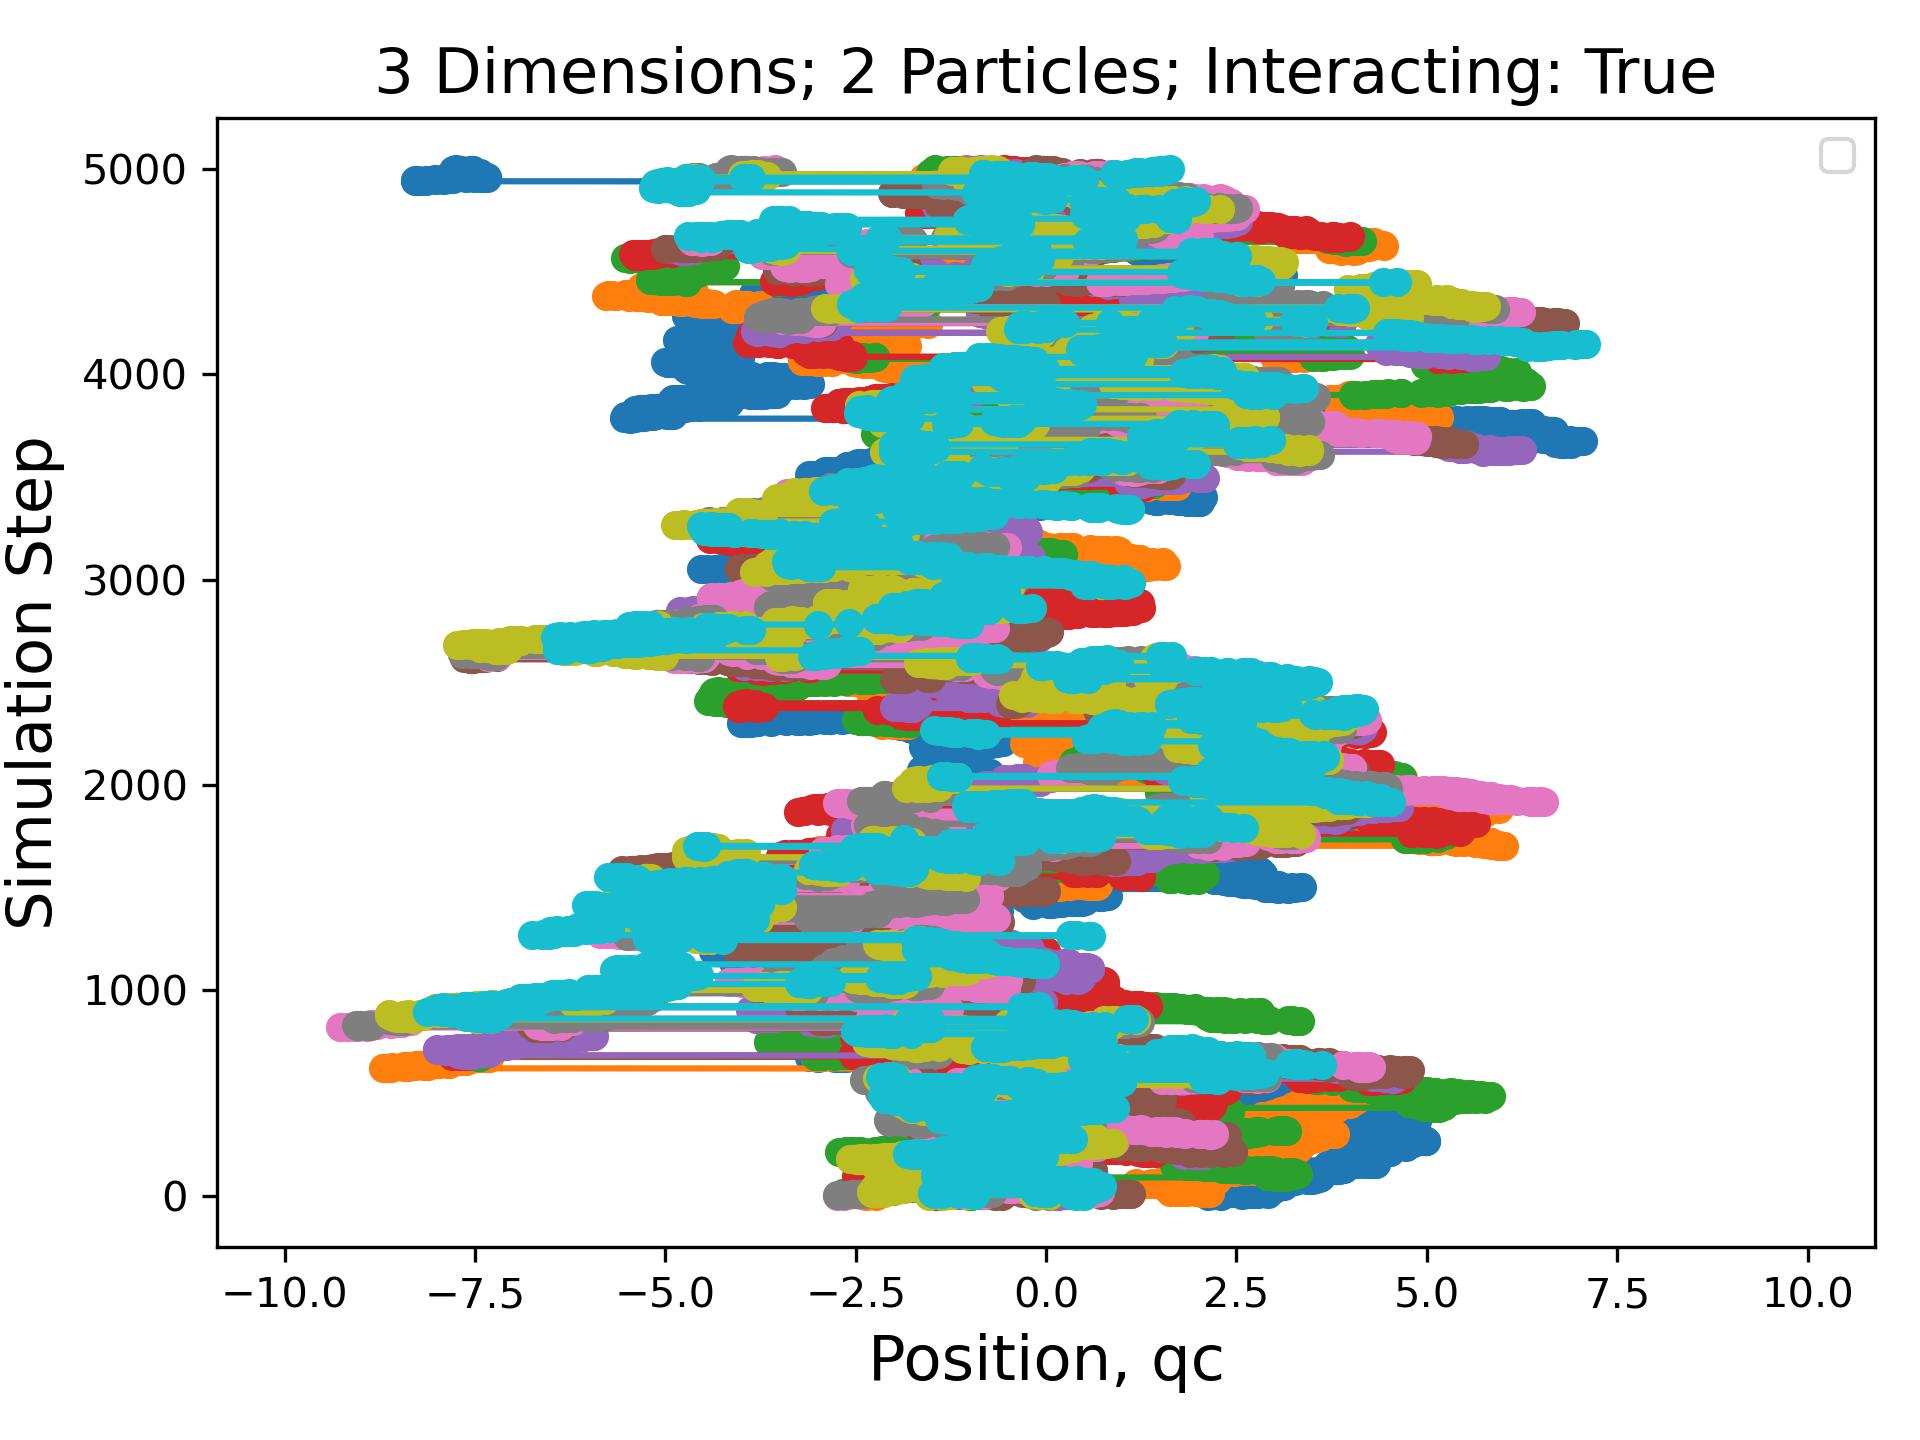 3 Dimensions; 2 Particles; Interacting: True
Simulation Step
5000
4000
3000
2000
1000
0
−10.0 −7.5 −5.0 −2.5 0.0 2.5 5.0 7.5 10.0
Position, qc